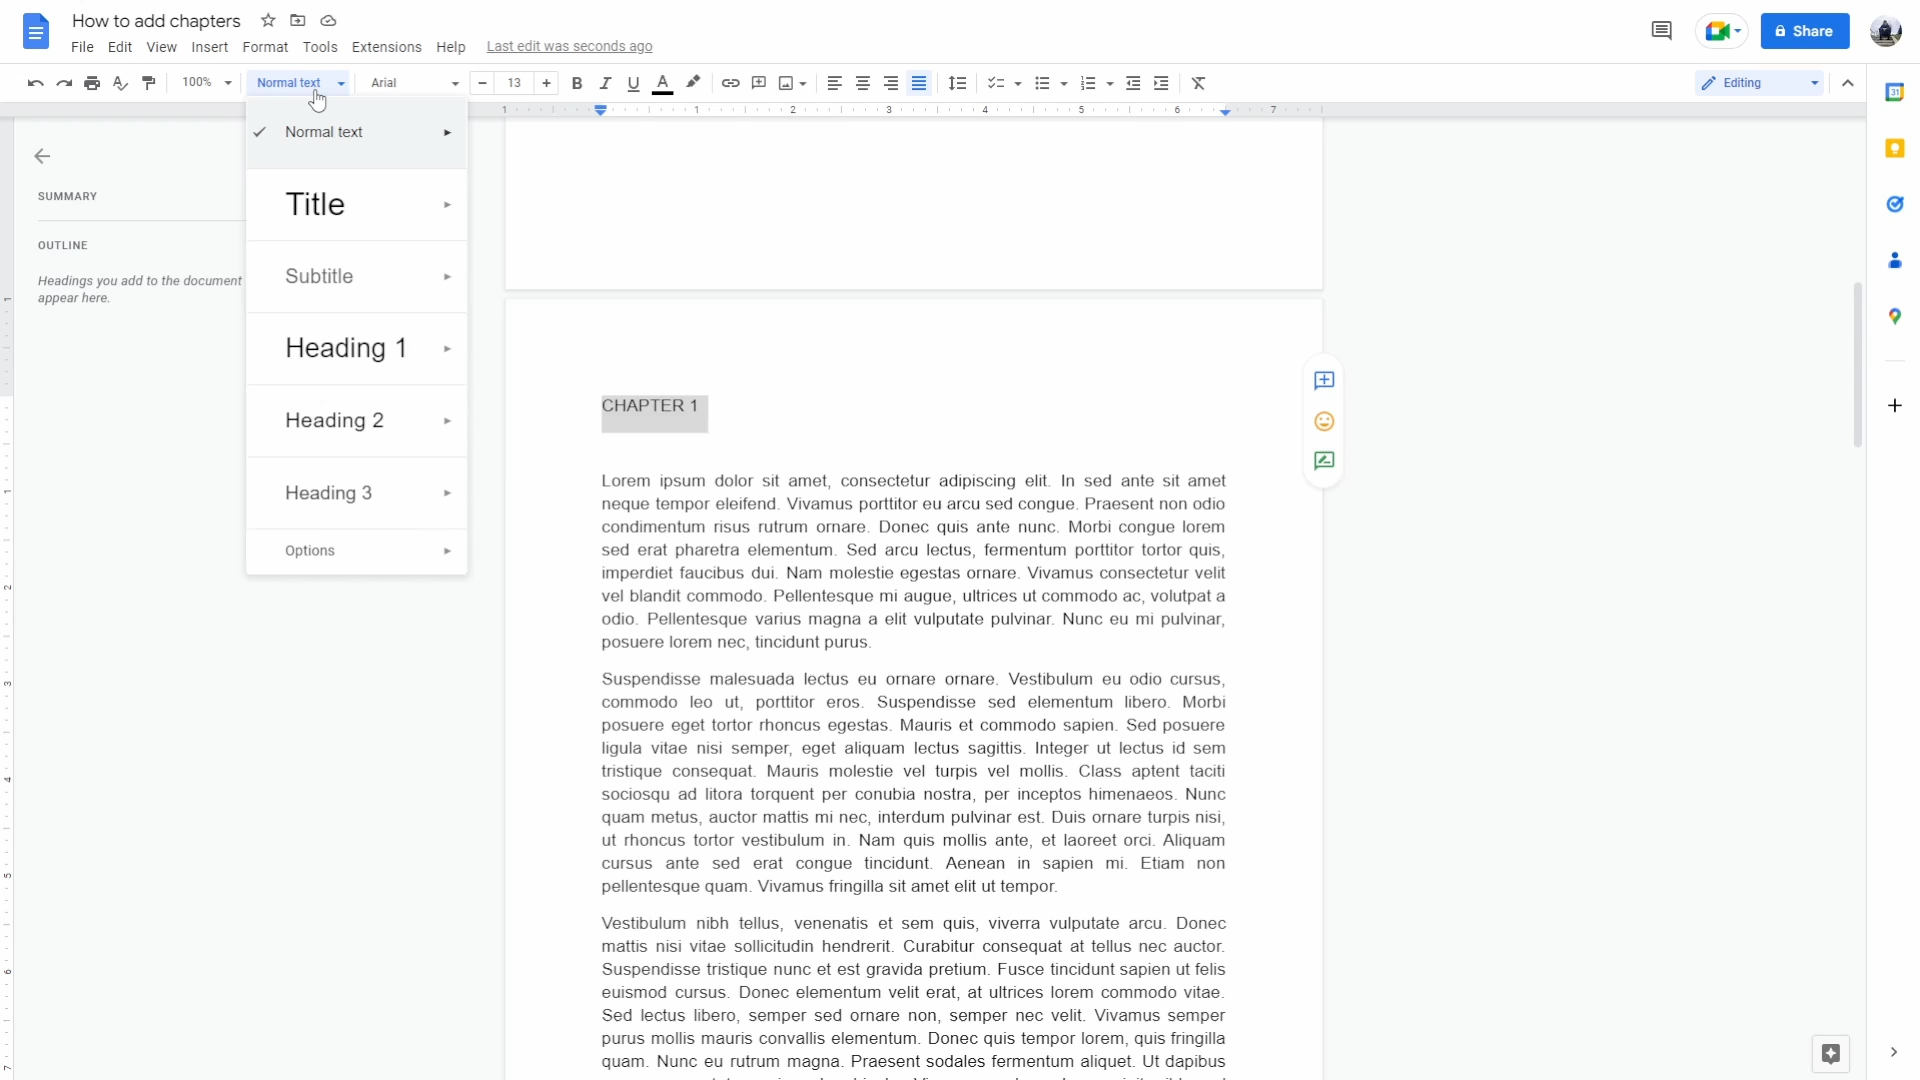 How to add chapters
File Edit View Insert Format Tools Extensions Help Last edit was seconds ago
Share
100% Normal text Arial 13
Editing
31
1 1 2 3 4 5 6 7
Normal text
Title
Subtitle
Heading 1
Heading 2
Heading 3
Options
SUMMARY
OUTLINE
Headings you add to the document
appear here.
CHAPTER 1
Lorem ipsum dolor sit amet, consectetur adipiscing elit. In sed ante sit amet
neque tempor eleifend. Vivamus porttitor eu arcu sed congue. Praesent non odio
condimentum risus rutrum ornare. Donec quis ante nunc. Morbi congue lorem
sed erat pharetra elementum. Sed arcu lectus, fermentum porttitor tortor quis,
imperdiet faucibus dui. Nam molestie egestas ornare. Vivamus consectetur velit
vel blandit commodo. Pellentesque mi augue, ultrices ut commodo ac, volutpat a
odio. Pellentesque varius magna a elit vulputate pulvinar. Nunc eu mi pulvinar,
posuere lorem nec, tincidunt purus.
Suspendisse malesuada lectus eu ornare ornare. Vestibulum eu odio cursus,
commodo leo ut, porttitor eros. Suspendisse sed elementum libero. Morbi
posuere eget tortor rhoncus egestas. Mauris et commodo sapien. Sed posuere
ligula vitae nisi semper, eget aliquam lectus sagittis. Integer ut lectus id sem
tristique consequat. Mauris molestie vel turpis vel mollis. Class aptent taciti
sociosqu ad litora torquent per conubia nostra, per inceptos himenaeos. Nunc
quam metus, auctor mattis mi nec, interdum pulvinar est. Duis ornare turpis nisi,
ut rhoncus tortor vestibulum in. Nam quis mollis ante, et laoreet orci. Aliquam
cursus ante sed erat congue tincidunt. Aenean in sapien mi. Etiam non
pellentesque quam. Vivamus fringilla sit amet elit ut tempor.
Vestibulum nibh tellus, venenatis et sem quis, viverra vulputate arcu. Donec
mattis nisi vitae sollicitudin hendrerit. Curabitur consequat at tellus nec auctor.
Suspendisse tristique nunc et est gravida pretium. Fusce tincidunt sapien ut felis
euismod cursus. Donec elementum velit erat, at ultrices lorem commodo vitae.
Sed lectus libero, semper sed ornare non, semper nec velit. Vivamus semper
purus mollis mauris convallis elementum. Donec quis tempor lorem, quis fringilla
quam. Nunc eu rutrum magna. Praesent sodales fermentum aliquet. Ut dapibus